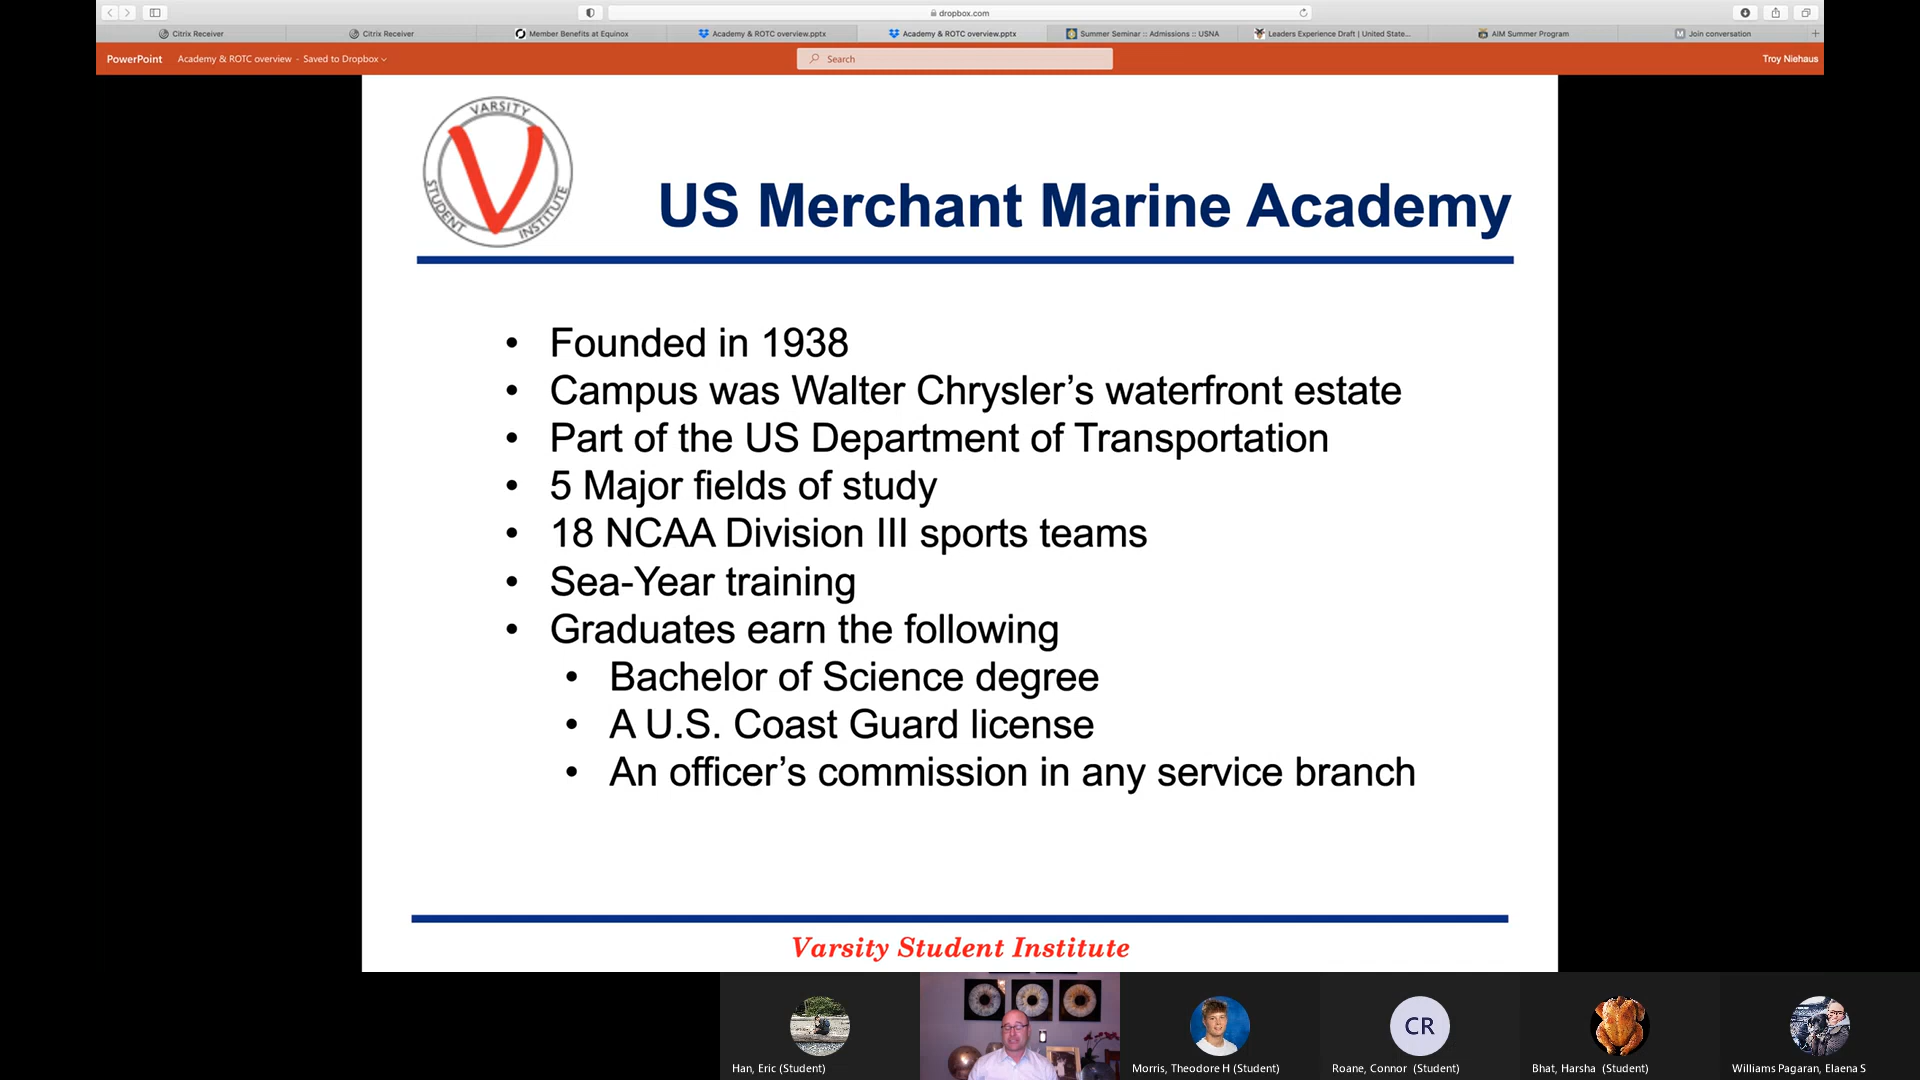 dropbox.com
Citrix Receiver
Citrix Receiver
Member Benefits at Equinox
Academy & ROTC overview.pptx
Academy & ROTC overview.pptx
Summer Seminar :: Admissions :: USNA
Leaders Experience Draft | United State...
AIM Summer Program
M Join conversation
PowerPoint
Academy & ROTC overview - Saved to Dropbox
Search
Troy Niehaus
VARSITY
V
STUDENT INSTITUTE
US Merchant Marine Academy
• Founded in 1938
• Campus was Walter Chrysler’s waterfront estate
• Part of the US Department of Transportation
• 5 Major fields of study
• 18 NCAA Division III sports teams
• Sea-Year training
• Graduates earn the following
• Bachelor of Science degree
• A U.S. Coast Guard license
• An officer’s commission in any service branch
Varsity Student Institute
CR
Han, Eric (Student)
Morris, Theodore H (Student)
Roane, Connor (Student)
Bhat, Harsha (Student)
Williams Pagaran, Elaena S